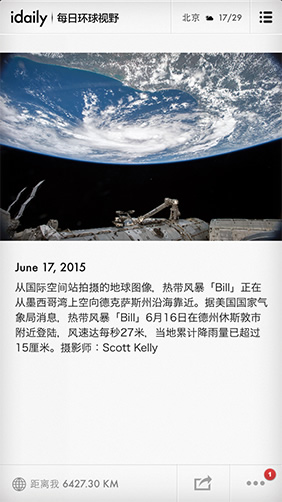 idaily | 每日环球视野
北京 17/29
June 17, 2015
从国际空间站拍摄的地球图像，热带风暴「Bill」正在
从墨西哥湾上空向德克萨斯州沿海靠近。据美国国家气
象局消息，热带风暴「Bill」6月16日在德州休斯敦市
附近登陆，风速达每秒27米，当地累计降雨量已超过
15厘米。摄影师：Scott Kelly
距离我 6427.30 KM
1